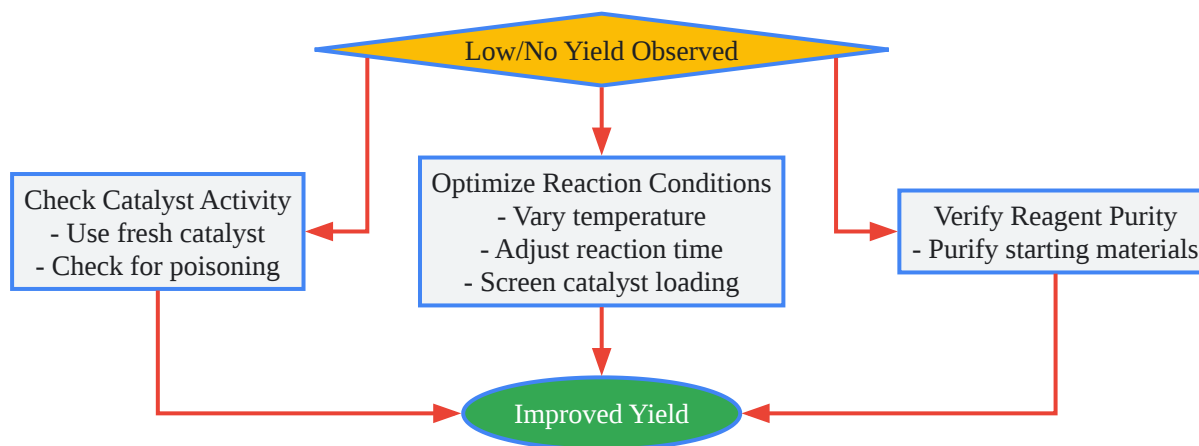 Low/No Yield Observed
Check Catalyst Activity
- Use fresh catalyst
- Check for poisoning
Optimize Reaction Conditions
- Vary temperature
- Adjust reaction time
- Screen catalyst loading
Verify Reagent Purity
- Purify starting materials
Improved Yield